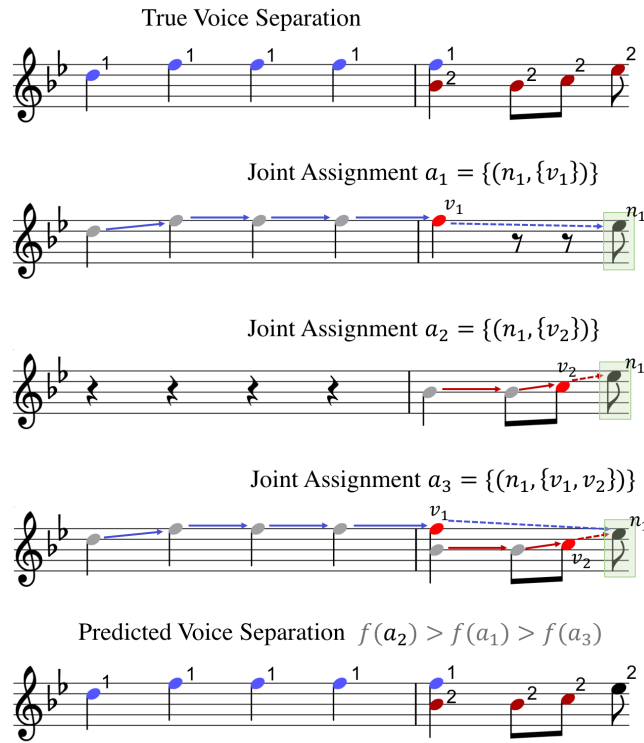 True Voice Separation
1 1 1 1 1
2 2 2 2
Joint Assignment a₁ = {(n₁,{v₁})}
v₁ n₁
Joint Assignment a₂ = {(n₁,{v₂})}
v₂ n₁
Joint Assignment a₃ = {(n₁,{v₁,v₂})}
v₁ n₁
v₂
Predicted Voice Separation f(a₂) > f(a₁) > f(a₃)
1 1 1 1 1 2
2 2 2